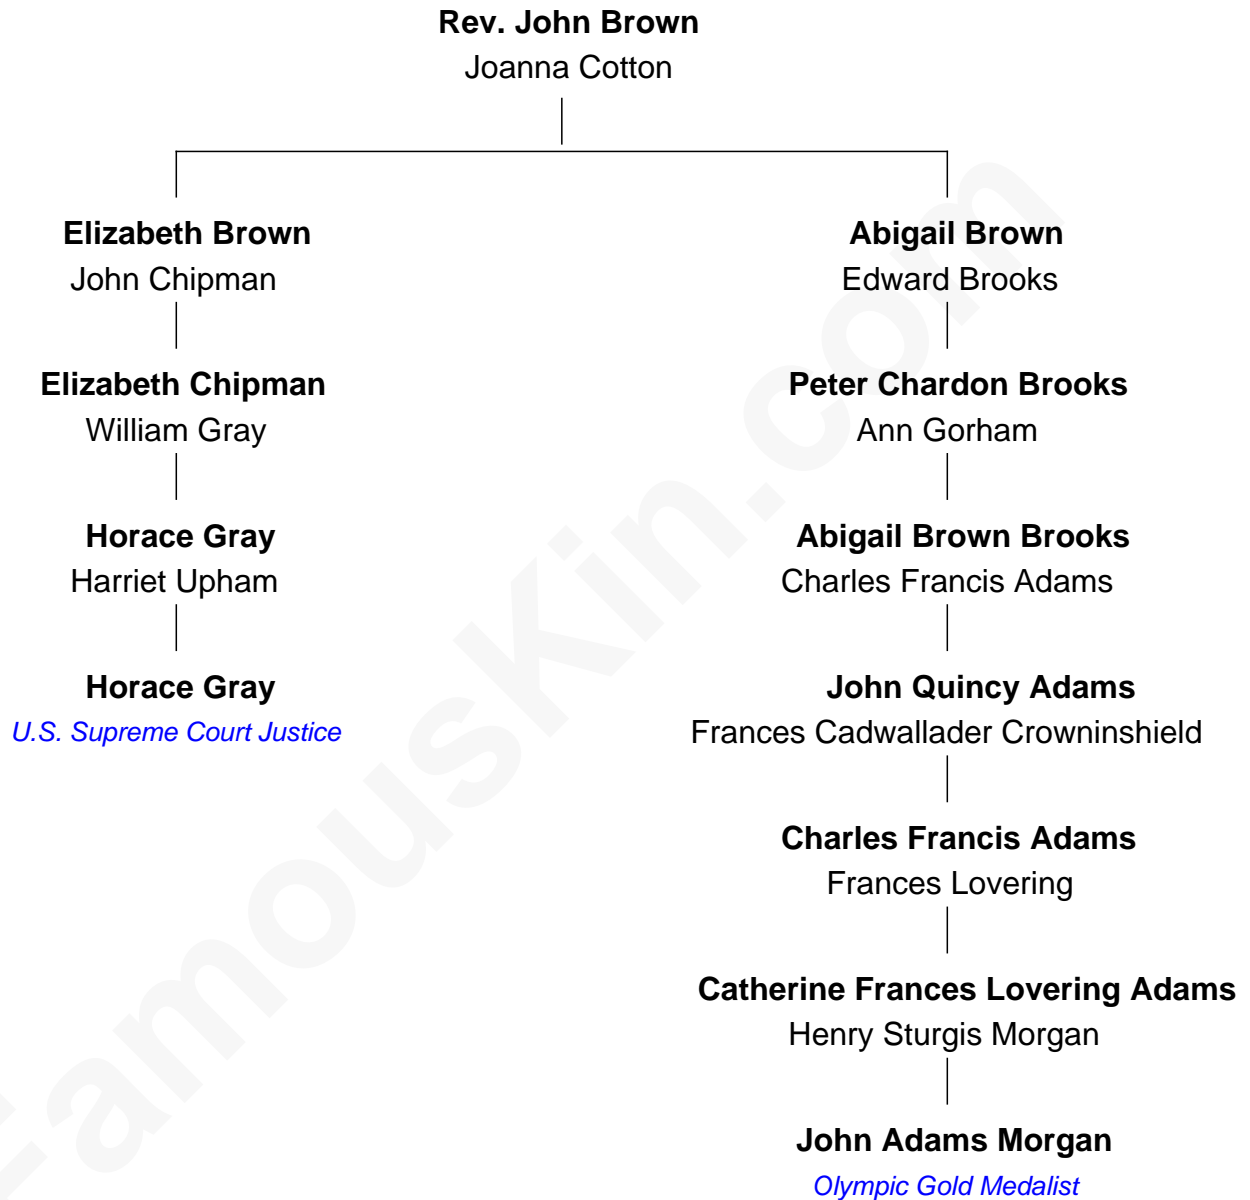 Rev. John Brown
Joanna Cotton
Elizabeth Brown
John Chipman
Abigail Brown
Edward Brooks
Elizabeth Chipman
William Gray
Peter Chardon Brooks
Ann Gorham
Horace Gray
Harriet Upham
Abigail Brown Brooks
Charles Francis Adams
Horace Gray
U.S. Supreme Court Justice
John Quincy Adams
Frances Cadwallader Crowninshield
Charles Francis Adams
Frances Lovering
Catherine Frances Lovering Adams
Henry Sturgis Morgan
John Adams Morgan
Olympic Gold Medalist
FamousKin.com